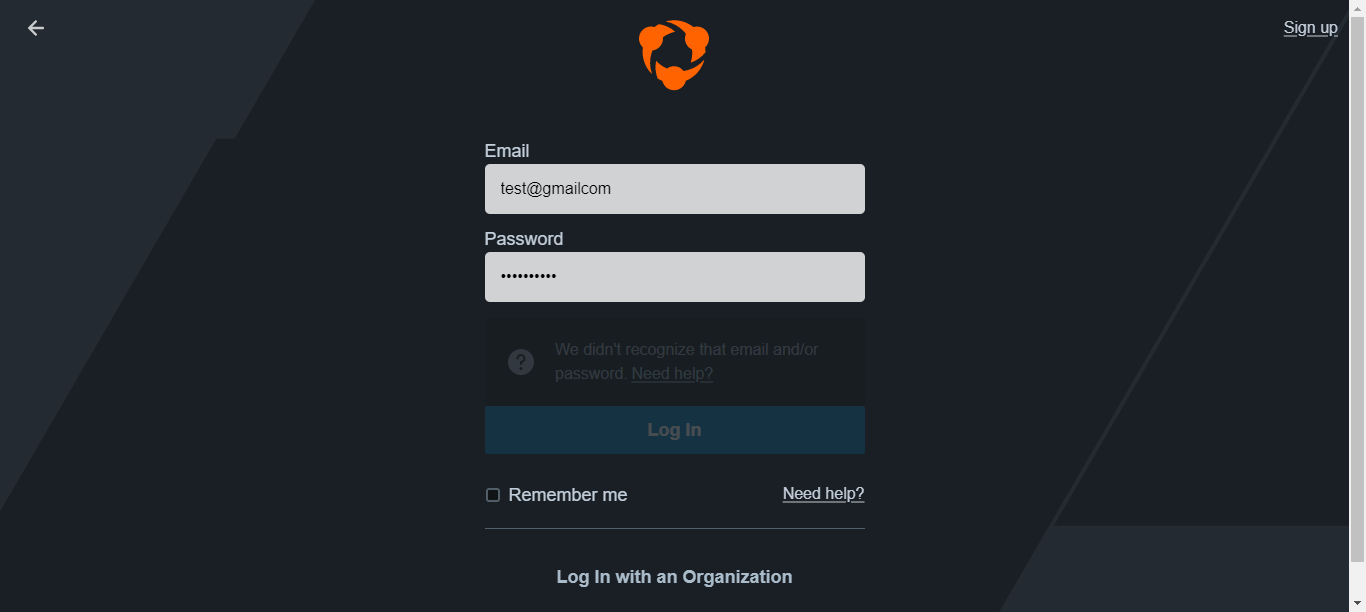 Sign up
Email
test@gmailcom
Password
••••••••••
We didn't recognize that email and/or
password. Need help?
Log In
Remember me
Need help?
Log In with an Organization